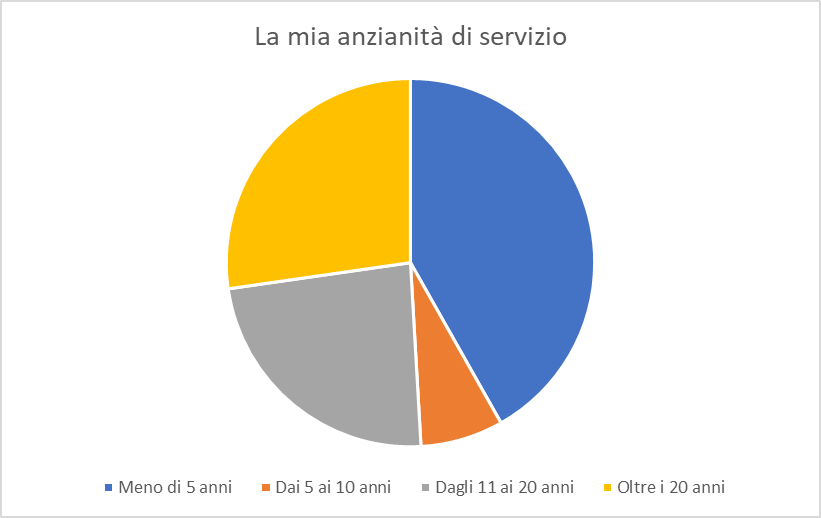 La mia anzianità di servizio
Meno di 5 anni Dai 5 ai 10 anni Dagli 11 ai 20 anni Oltre i 20 anni